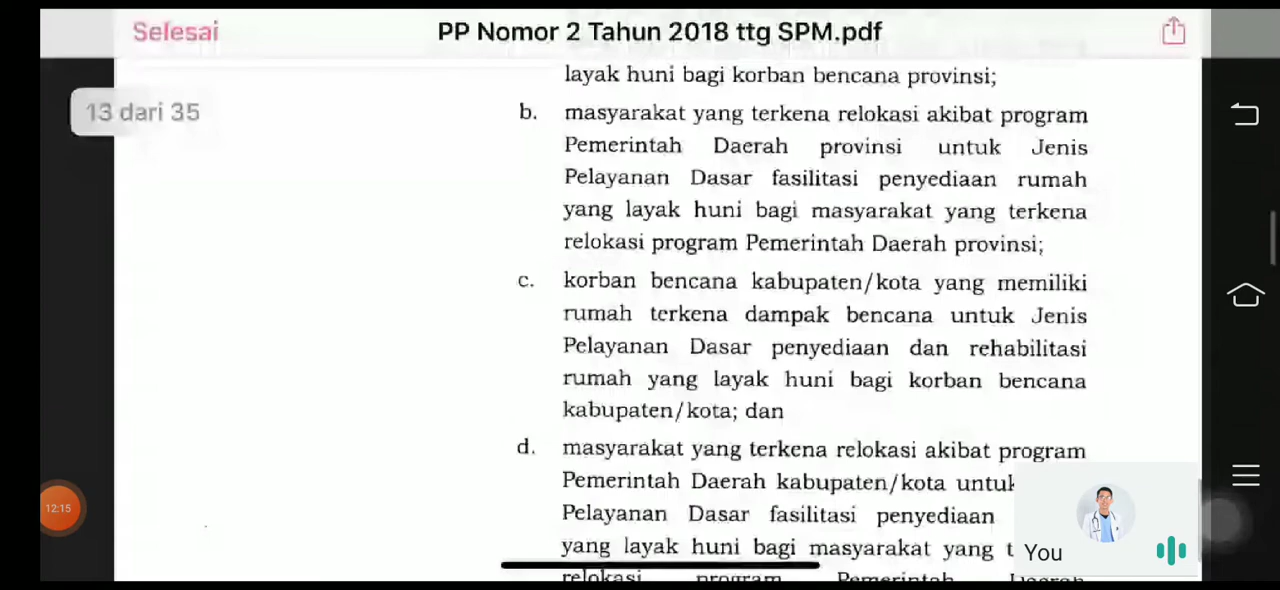 Selesai
PP Nomor 2 Tahun 2018 ttg SPM.pdf
13 dari 35
layak huni bagi korban bencana provinsi;
b. masyarakat yang terkena relokasi akibat program
Pemerintah Daerah provinsi untuk Jenis
Pelayanan Dasar fasilitasi penyediaan rumah
yang layak huni bagi masyarakat yang terkena
relokasi program Pemerintah Daerah provinsi;
c. korban bencana kabupaten/kota yang memiliki
rumah terkena dampak bencana untuk Jenis
Pelayanan Dasar penyediaan dan rehabilitasi
rumah yang layak huni bagi korban bencana
kabupaten/kota; dan
d. masyarakat yang terkena relokasi akibat program
Pemerintah Daerah kabupaten/kota untuk
Pelayanan Dasar fasilitasi penyediaan
yang layak huni bagi masyarakat yang t
relokasi program Pemerintah Daerah
12:15
You